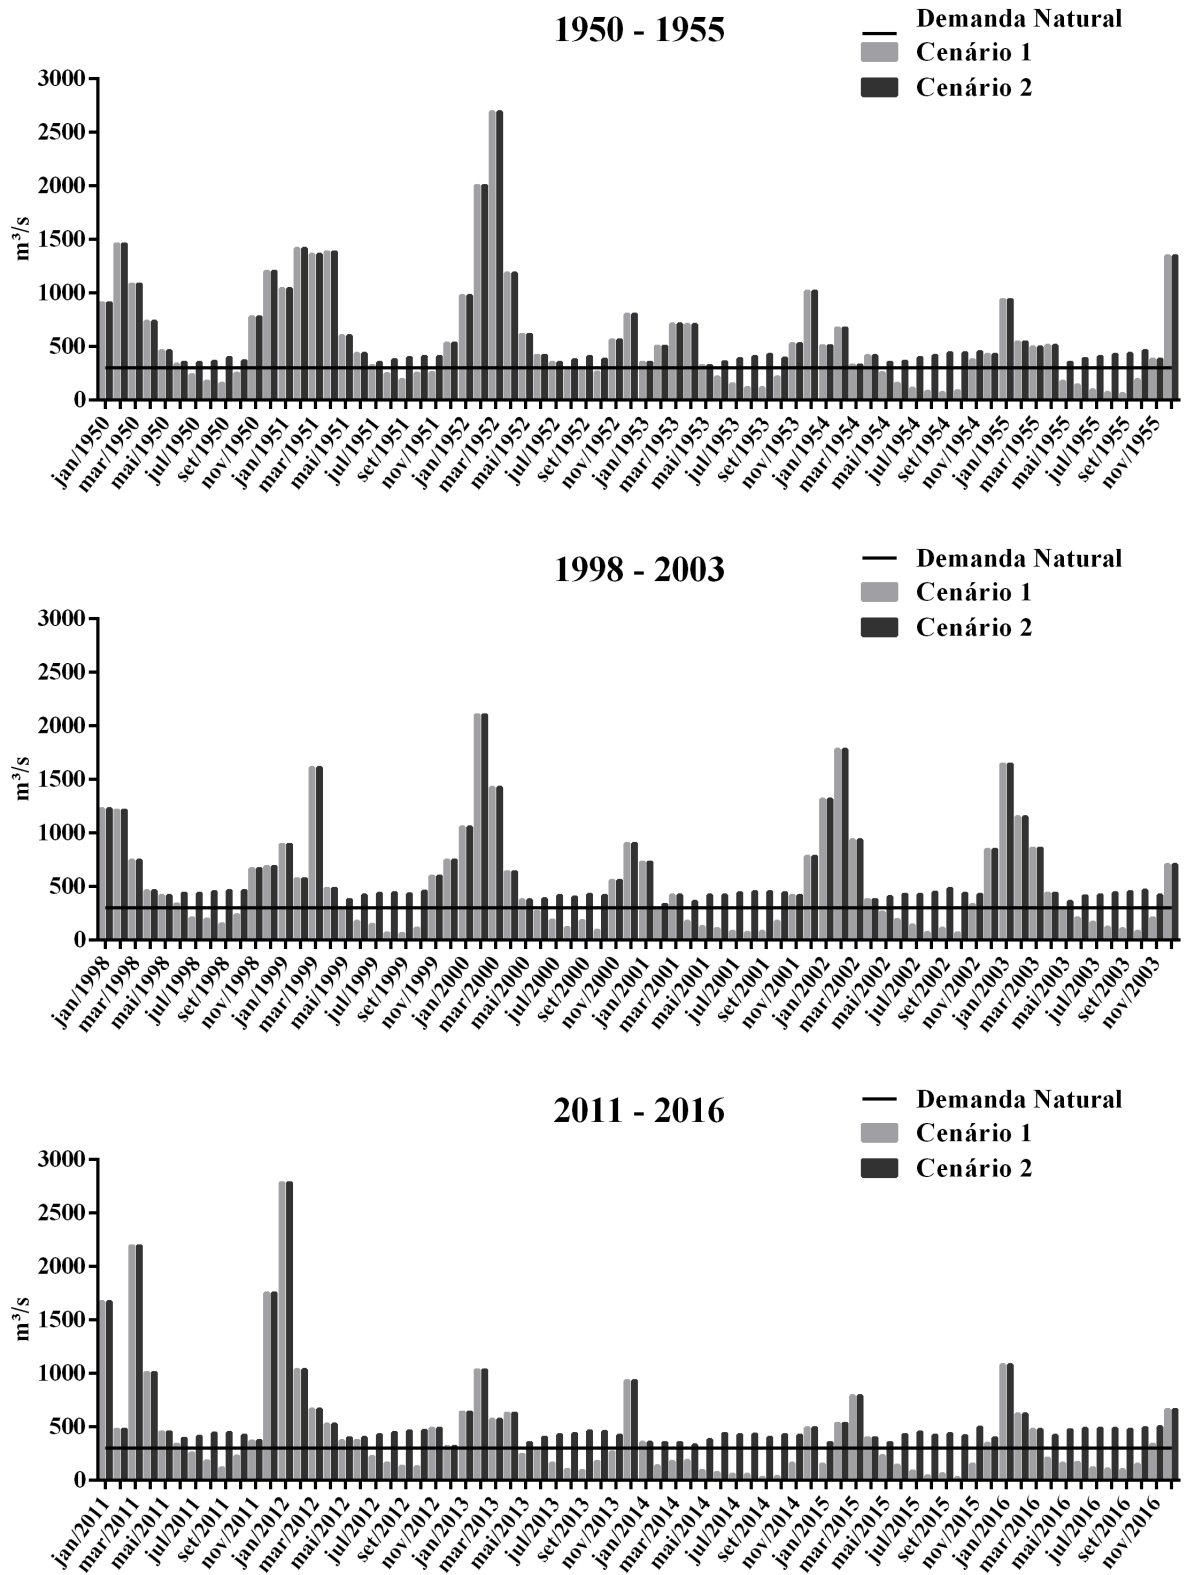 1950 - 1955
Demanda Natural
Cenário 1
Cenário 2
m³/s
3000
2500
2000
1500
1000
500
0
jan/1950
mar/1950
mai/1950
jul/1950
set/1950
nov/1950
jan/1951
mar/1951
mai/1951
jul/1951
set/1951
nov/1951
jan/1952
mar/1952
mai/1952
jul/1952
set/1952
nov/1952
jan/1953
mar/1953
mai/1953
jul/1953
set/1953
nov/1953
jan/1954
mar/1954
mai/1954
jul/1954
set/1954
nov/1954
jan/1955
mar/1955
mai/1955
jul/1955
set/1955
nov/1955
1998 - 2003
Demanda Natural
Cenário 1
Cenário 2
m³/s
3000
2500
2000
1500
1000
500
0
jan/1998
mar/1998
mai/1998
jul/1998
set/1998
nov/1998
jan/1999
mar/1999
mai/1999
jul/1999
set/1999
nov/1999
jan/2000
mar/2000
mai/2000
jul/2000
set/2000
nov/2000
jan/2001
mar/2001
mai/2001
jul/2001
set/2001
nov/2001
jan/2002
mar/2002
mai/2002
jul/2002
set/2002
nov/2002
jan/2003
mar/2003
mai/2003
jul/2003
set/2003
nov/2003
2011 - 2016
Demanda Natural
Cenário 1
Cenário 2
m³/s
3000
2500
2000
1500
1000
500
0
jan/2011
mar/2011
mai/2011
jul/2011
set/2011
nov/2011
jan/2012
mar/2012
mai/2012
jul/2012
set/2012
nov/2012
jan/2013
mar/2013
mai/2013
jul/2013
set/2013
nov/2013
jan/2014
mar/2014
mai/2014
jul/2014
set/2014
nov/2014
jan/2015
mar/2015
mai/2015
jul/2015
set/2015
nov/2015
jan/2016
mar/2016
mai/2016
jul/2016
set/2016
nov/2016